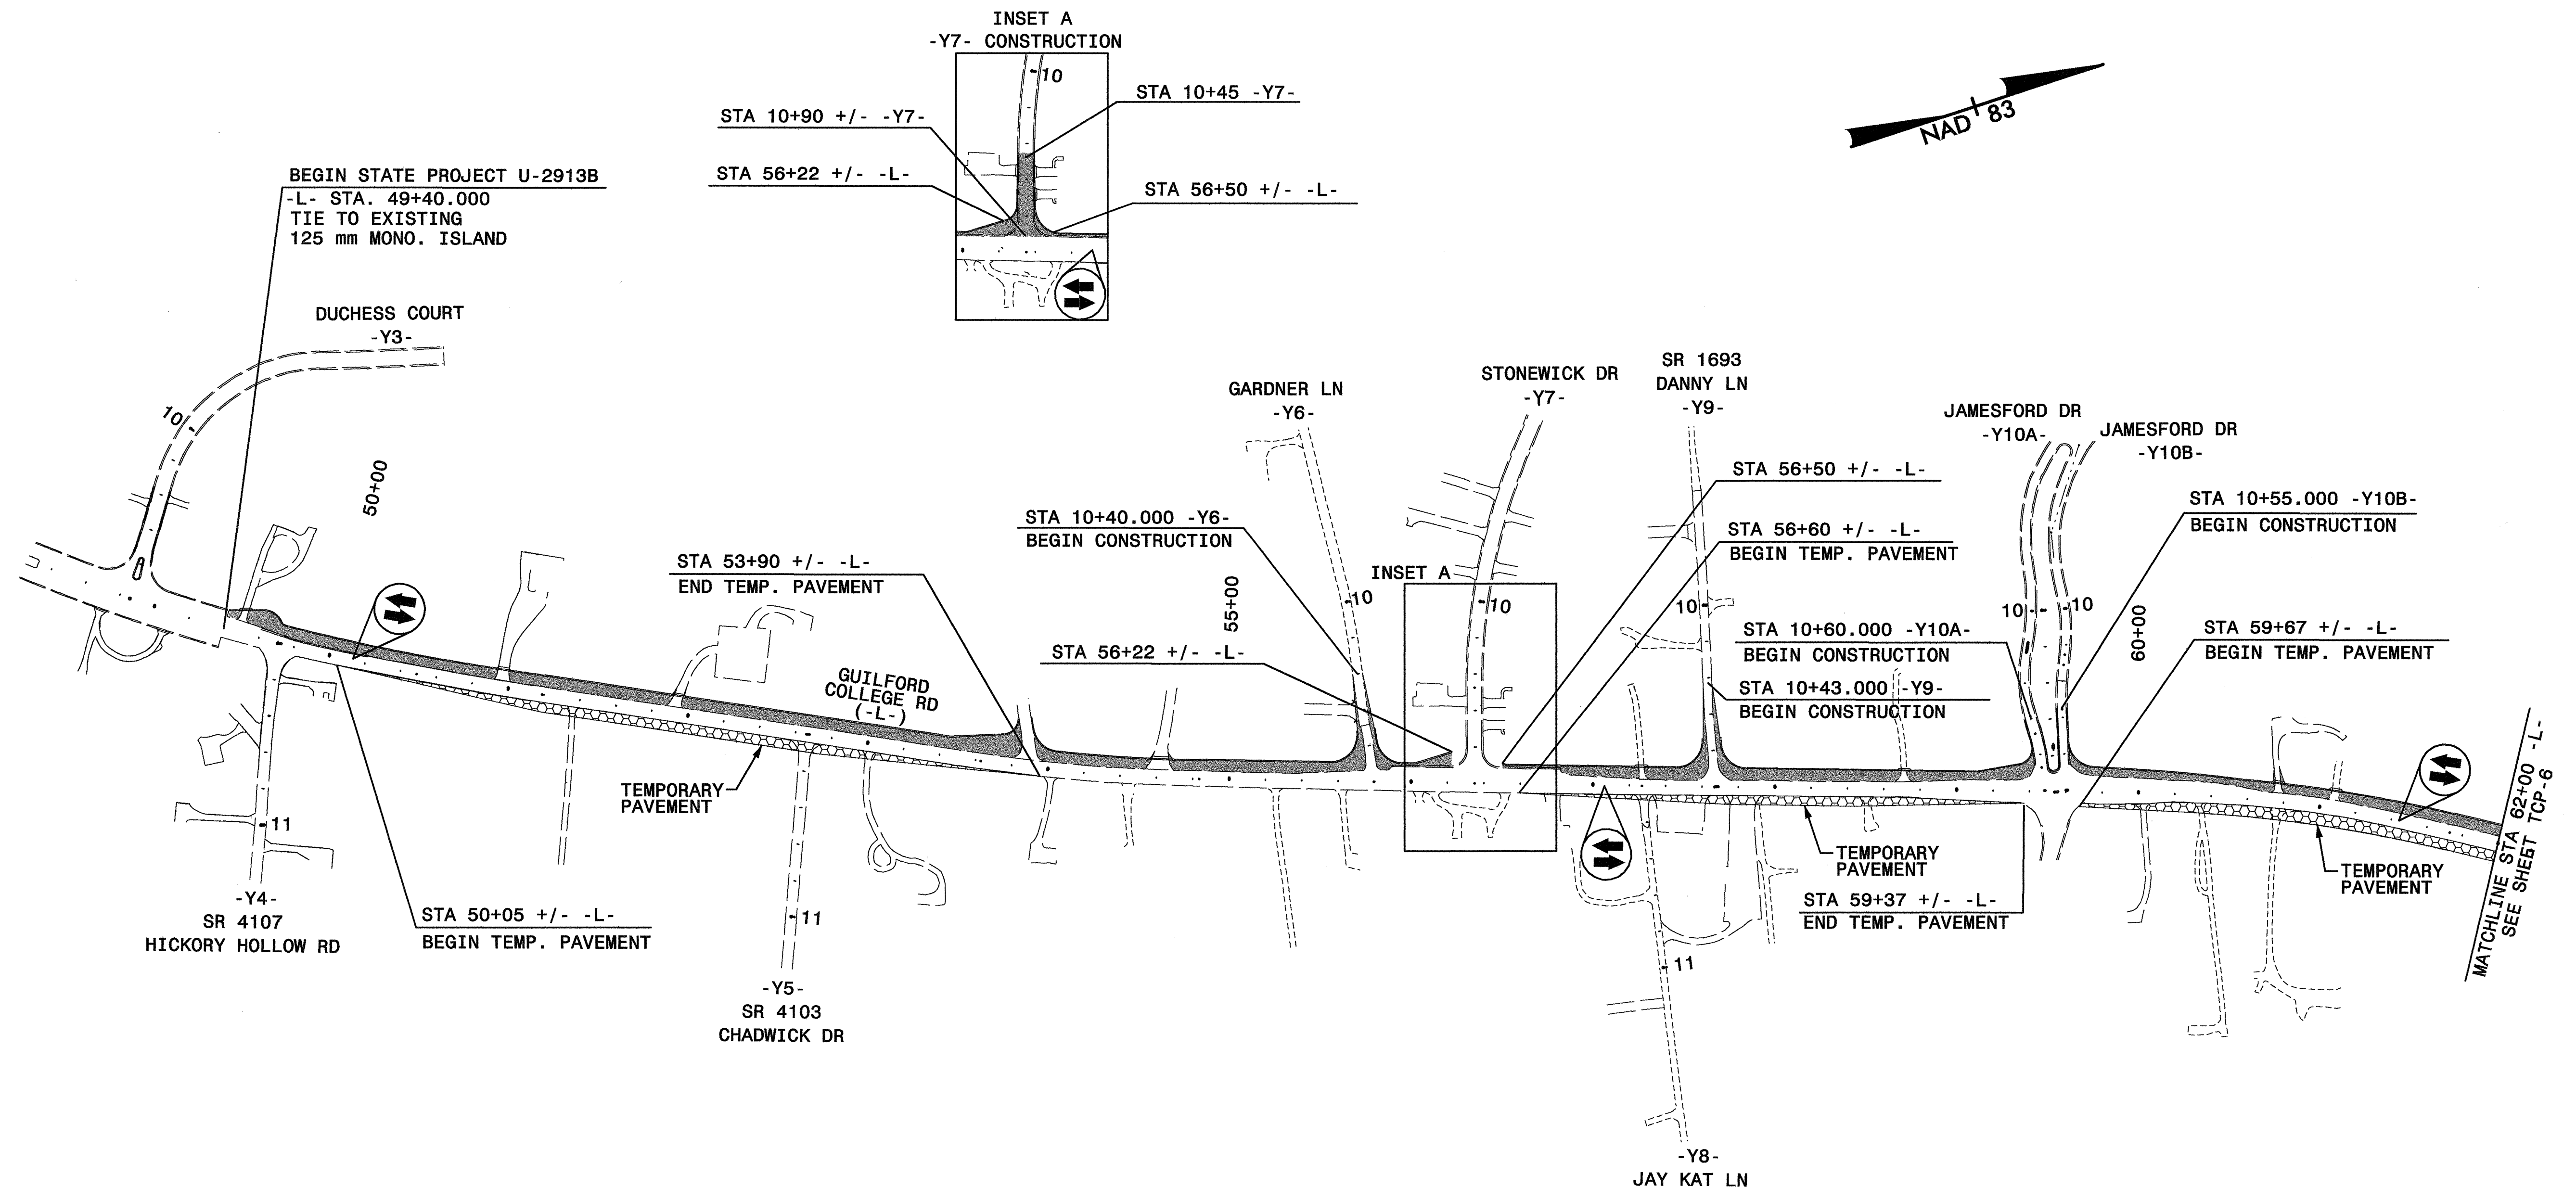 INSET A
-Y7- CONSTRUCTION
10
STA 10+45 -Y7-
STA 10+90 +/- -Y7-
STA 56+22 +/- -L-
STA 56+50 +/- -L-
NAD 83
BEGIN STATE PROJECT U-2913B
-L- STA. 49+40.000
TIE TO EXISTING
125 mm MONO. ISLAND
DUCHESS COURT
-Y3-
10
50+00
STA 53+90 +/- -L-
END TEMP. PAVEMENT
GUILFORD
COLLEGE RD
(-L-)
TEMPORARY
PAVEMENT
11
-Y4-
SR 4107
HICKORY HOLLOW RD
STA 50+05 +/- -L-
BEGIN TEMP. PAVEMENT
11
-Y5-
SR 4103
CHADWICK DR
GARDNER LN
-Y6-
STA 10+40.000 -Y6-
BEGIN CONSTRUCTION
10
55+00
STA 56+22 +/- -L-
STONEWICK DR
-Y7-
INSET A
10
SR 1693
DANNY LN
-Y9-
STA 56+50 +/- -L-
STA 56+60 +/- -L-
BEGIN TEMP. PAVEMENT
10
STA 10+60.000 -Y10A-
BEGIN CONSTRUCTION
STA 10+43.000 -Y9-
BEGIN CONSTRUCTION
JAMESFORD DR
-Y10A-
JAMESFORD DR
-Y10B-
10
10
STA 10+55.000 -Y10B-
BEGIN CONSTRUCTION
60+00
STA 59+67 +/- -L-
BEGIN TEMP. PAVEMENT
TEMPORARY
PAVEMENT
STA 59+37 +/- -L-
END TEMP. PAVEMENT
11
-Y8-
JAY KAT LN
TEMPORARY
PAVEMENT
MATCHLINE STA 62+00 -L-
SEE SHEET TCP-6